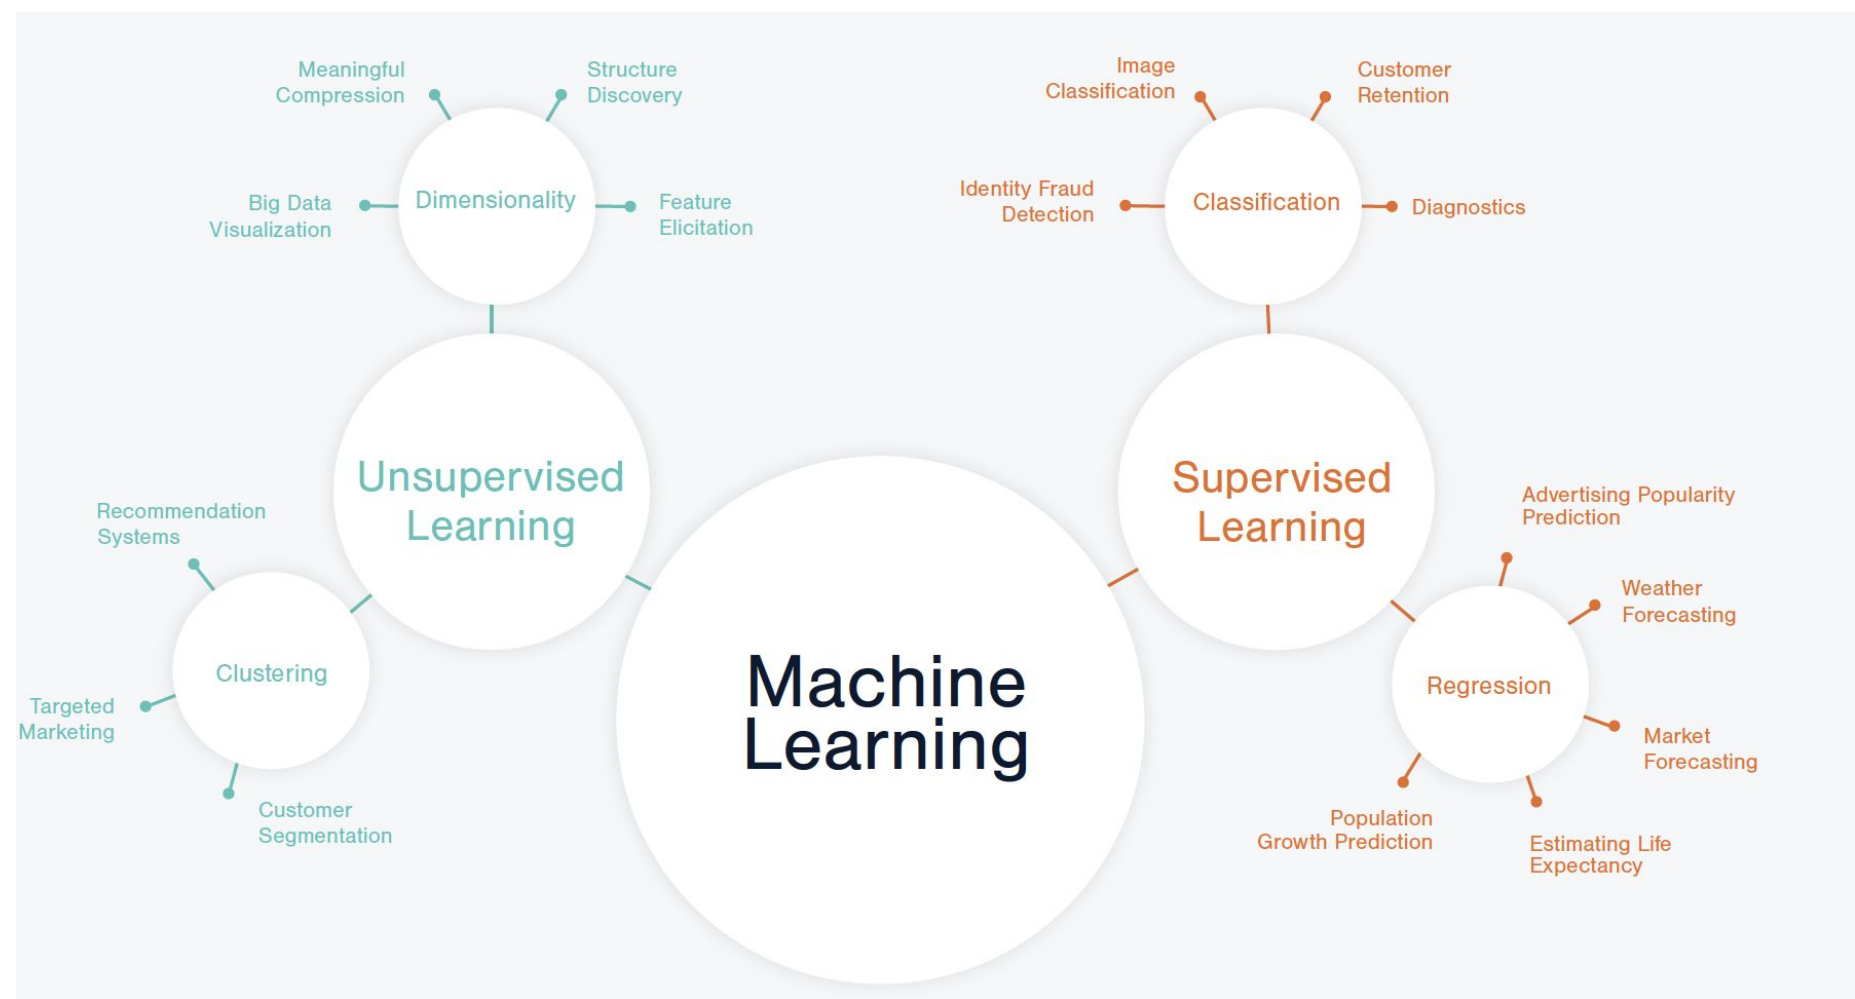 Meaningful
Compression
Structure
Discovery
Big Data
Visualization
Dimensionality
Feature
Elicitation
Image
Classification
Customer
Retention
Identity Fraud
Detection
Classification
Diagnostics
Unsupervised
Learning
Supervised
Learning
Recommendation
Systems
Clustering
Targeted
Marketing
Customer
Segmentation
Machine
Learning
Advertising Popularity
Prediction
Weather
Forecasting
Regression
Market
Forecasting
Population
Growth Prediction
Estimating Life
Expectancy